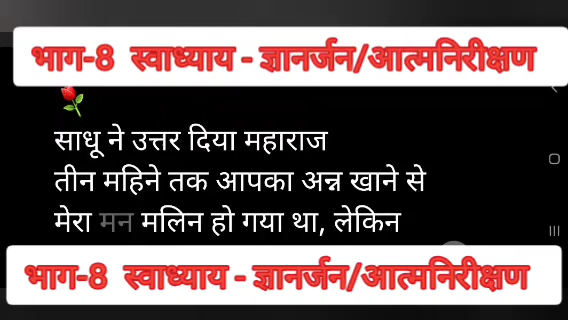 भाग-8 स्वाध्याय - ज्ञानर्जन/आत्मनिरीक्षण
साधू ने उत्तर दिया महाराज
तीन महिने तक आपका अन्न खाने से
मेरा मन मलिन हो गया था, लेकिन
भाग-8 स्वाध्याय - ज्ञानर्जन/आत्मनिरीक्षण